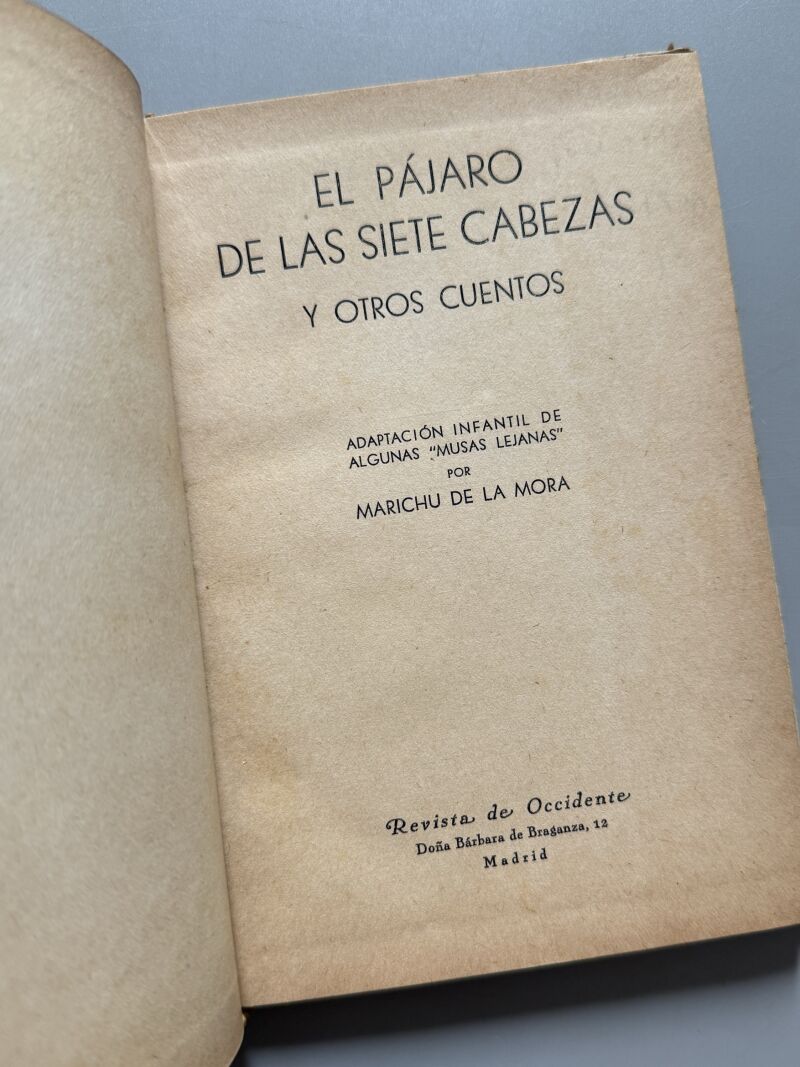 EL PÁJARO
DE LAS SIETE CABEZAS
Y OTROS CUENTOS
ADAPTACIÓN INFANTIL DE
ALGUNAS "MUSAS LEJANAS"
POR
MARICHU DE LA MORA
Revista de Occidente
Doña Bárbara de Braganza, 12
Madrid